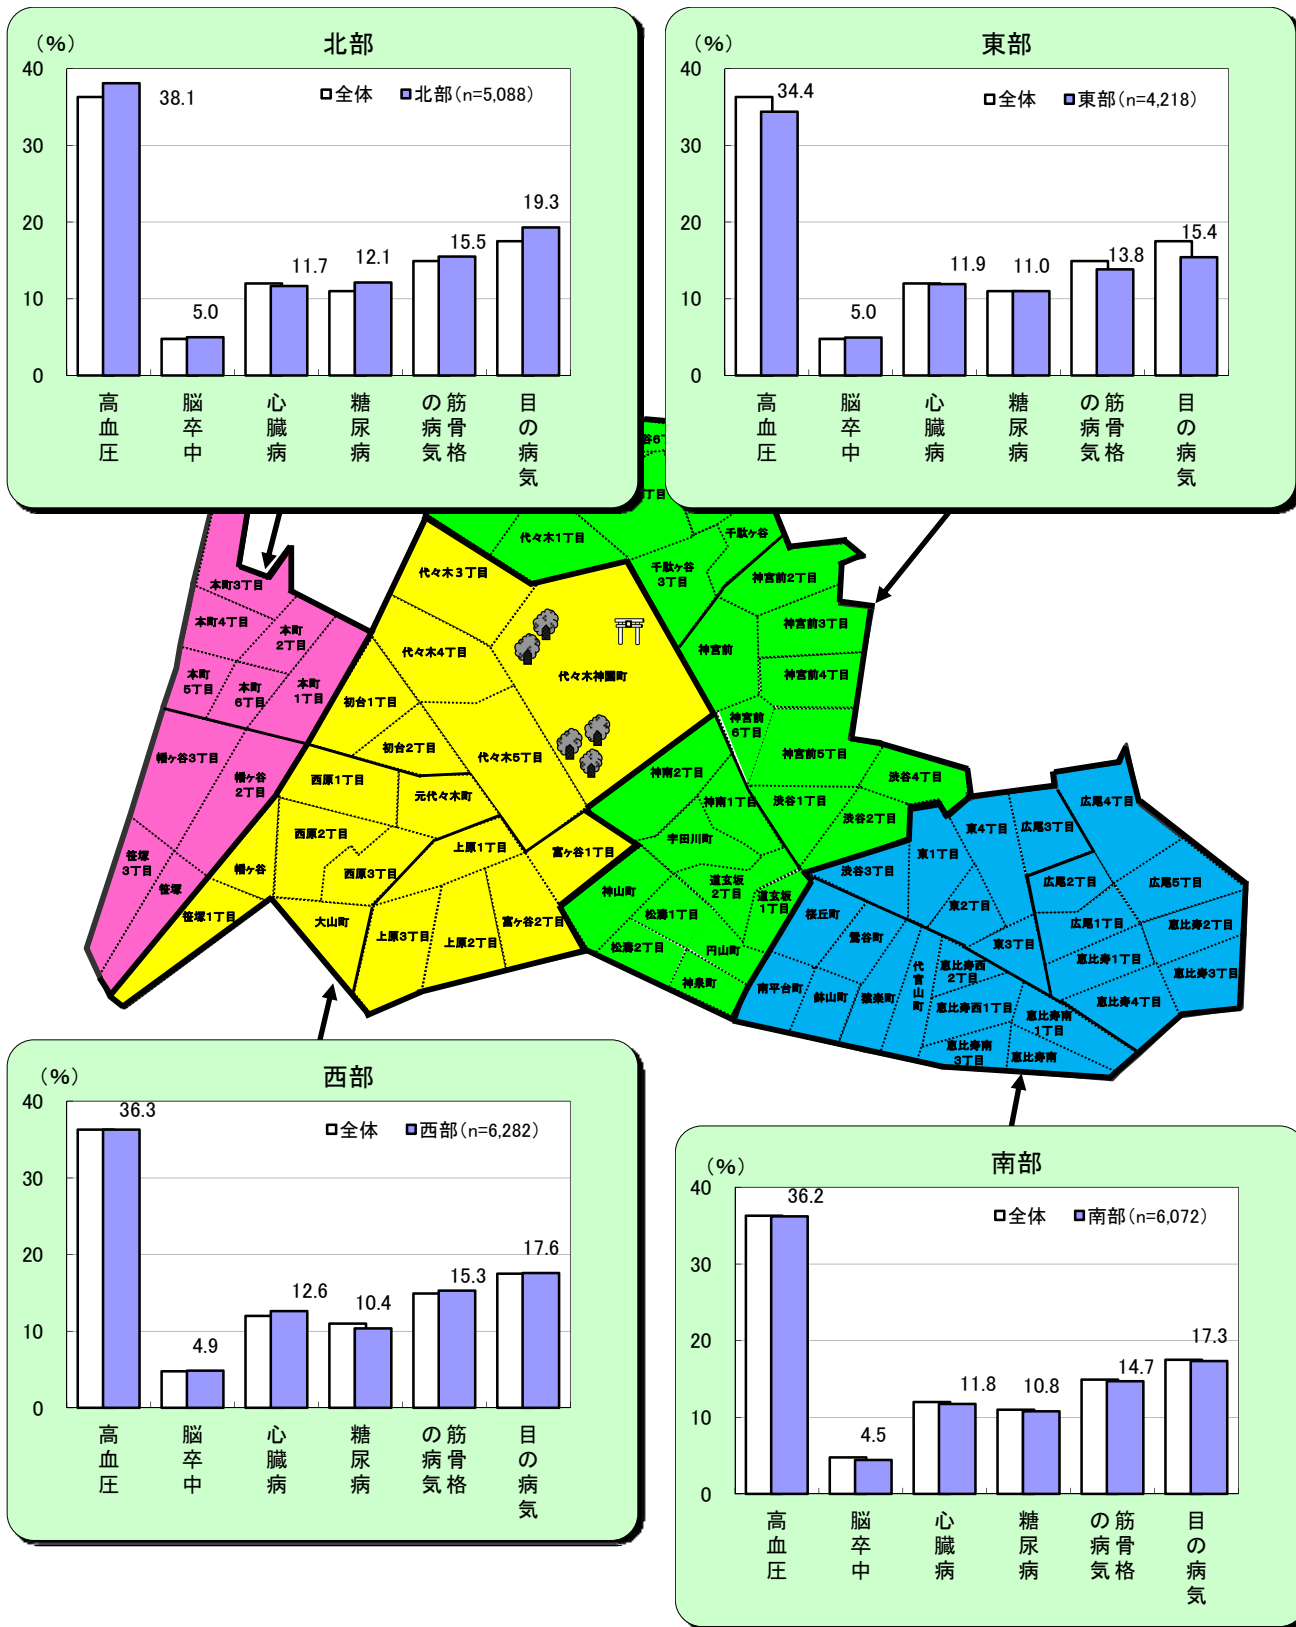 北部
(%)
40
30
20
10
0
全体
北部(n=5,088)
38.1
5.0
11.7
12.1
15.5
19.3
高血圧
脳卒中
心臓病
糖尿病
筋骨格
の病気
目の病気
東部
(%)
40
30
20
10
0
全体
東部(n=4,218)
34.4
5.0
11.9
11.0
13.8
15.4
高血圧
脳卒中
心臓病
糖尿病
筋骨格
の病気
目の病気
谷6丁
丁目
代々木1丁目
千駄ヶ谷
千駄ヶ谷
3丁目
代々木3丁目
代々木4丁目
代々木神園町
代々木5丁目
本町3丁目
本町4丁目
本町
2丁目
本町
5丁目
本町
6丁目
本町
1丁目
幡ヶ谷3丁目
幡ヶ谷
2丁目
笹塚
3丁目
笹塚
笹塚1丁目
幡ヶ谷
初台1丁目
初台2丁目
西原1丁目
西原2丁目
西原3丁目
元代々木町
大山町
上原1丁目
上原3丁目
上原2丁目
富ヶ谷1丁目
富ヶ谷2丁目
神宮前2丁目
神宮前3丁目
神宮前
神宮前4丁目
神宮前
6丁目
神宮前5丁目
神南2丁目
神南1丁目
宇田川町
渋谷1丁目
渋谷4丁目
渋谷2丁目
道玄坂
2丁目
道玄坂
1丁目
神山町
松濤1丁目
松濤2丁目
円山町
神泉町
渋谷3丁目
桜丘町
鶯谷町
南平台町
鉢山町
猿楽町
代官山町
東1丁目
東2丁目
東3丁目
東4丁目
広尾3丁目
広尾4丁目
広尾2丁目
広尾5丁目
広尾1丁目
恵比寿2丁目
恵比寿1丁目
恵比寿3丁目
恵比寿4丁目
恵比寿西
2丁目
恵比寿西1丁目
恵比寿南
1丁目
恵比寿南
3丁目
恵比寿南
西部
(%)
40
30
20
10
0
全体
西部(n=6,282)
36.3
4.9
12.6
10.4
15.3
17.6
高血圧
脳卒中
心臓病
糖尿病
筋骨格
の病気
目の病気
南部
(%)
40
30
20
10
0
全体
南部(n=6,072)
36.2
4.5
11.8
10.8
14.7
17.3
高血圧
脳卒中
心臓病
糖尿病
筋骨格
の病気
目の病気